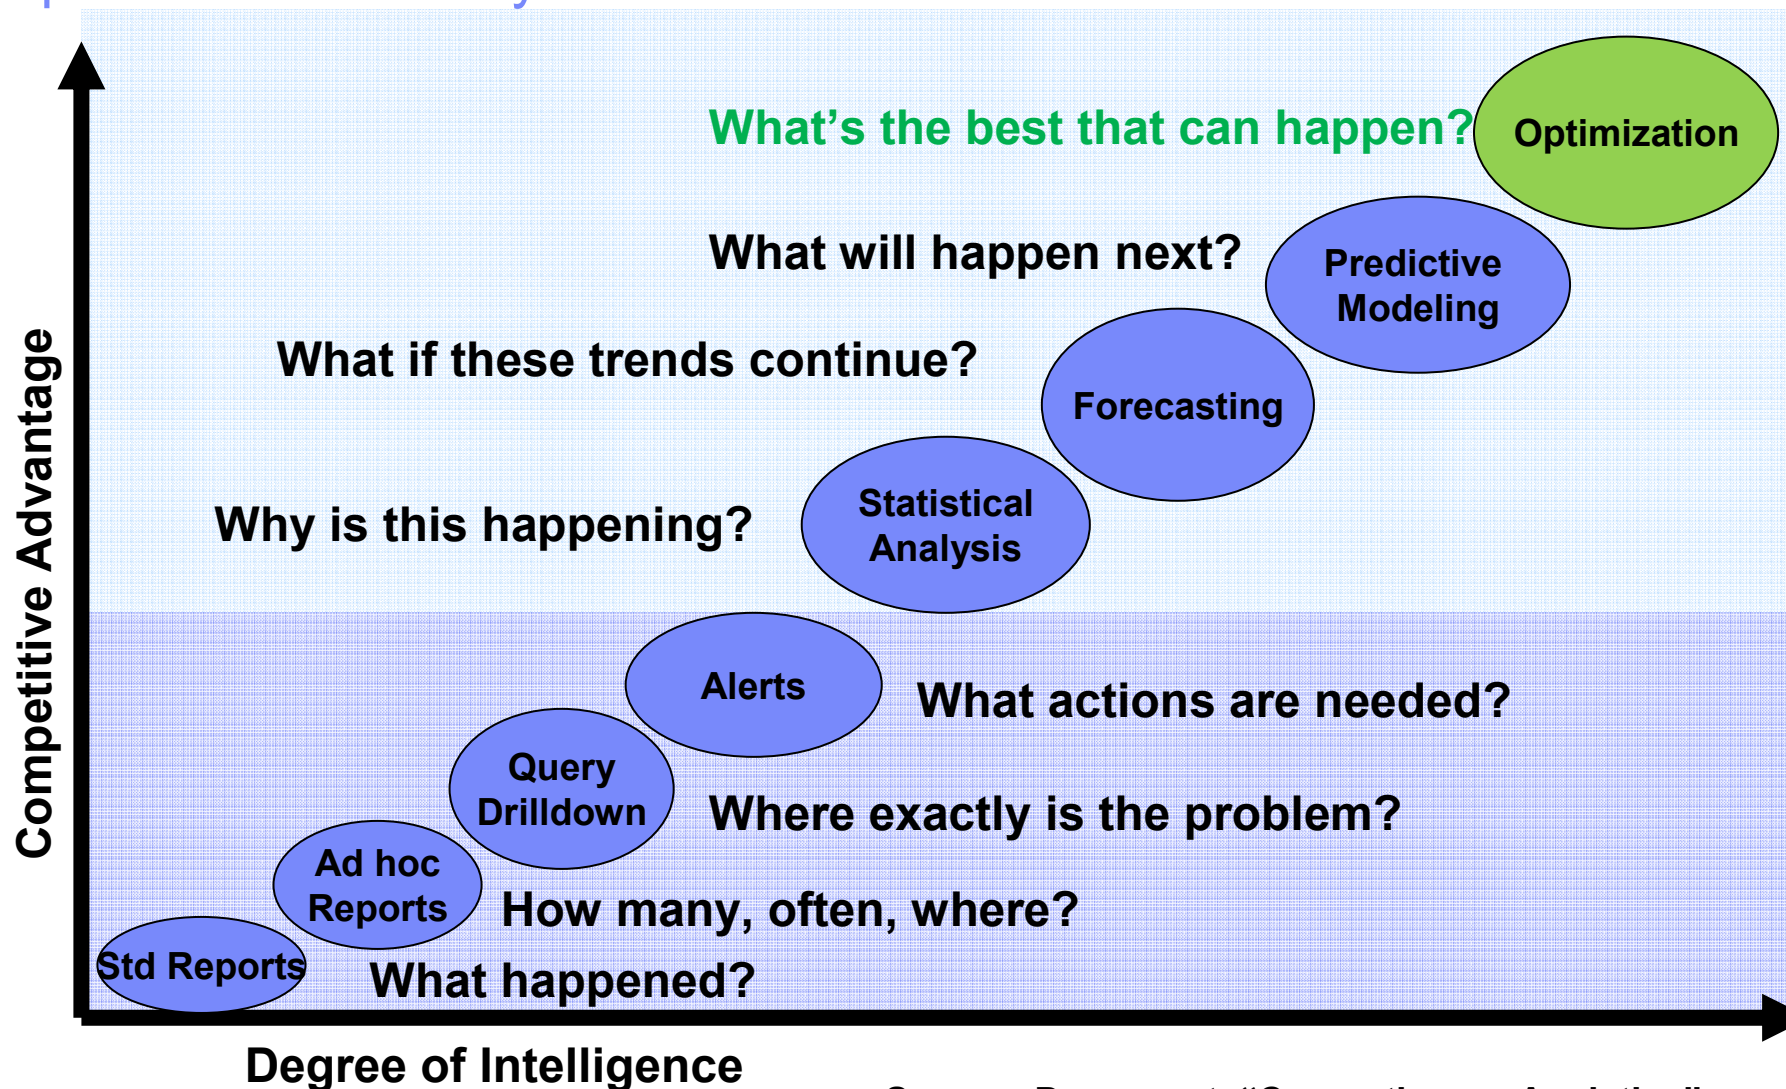 What's the best that can happen?
Optimization
What will happen next?
Predictive
Modeling
What if these trends continue?
Forecasting
Why is this happening?
Statistical
Analysis
Alerts
What actions are needed?
Query
Drilldown
Where exactly is the problem?
Ad hoc
Reports
How many, often, where?
Std Reports
What happened?
Competitive Advantage
Degree of Intelligence